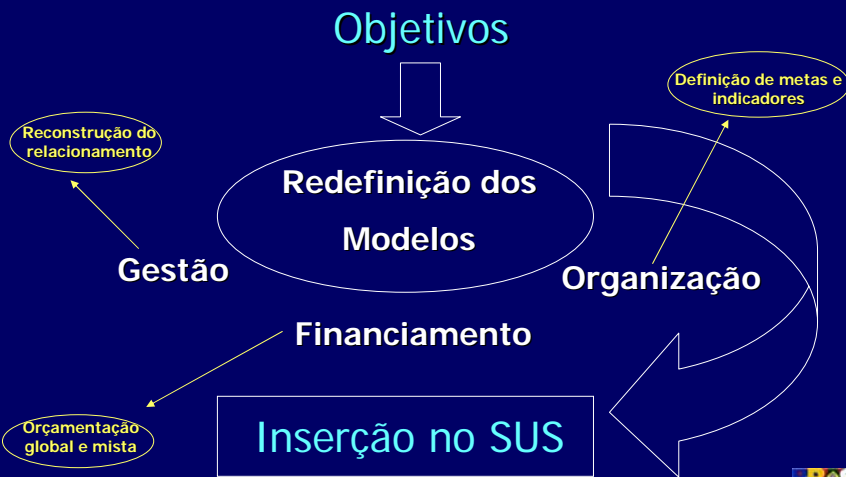 Objetivos
Definição de metas e
indicadores
Reconstrução do
relacionamento
Redefinição dos
Modelos
Gestão
Organização
Financiamento
Orçamentação
global e mista
Inserção no SUS